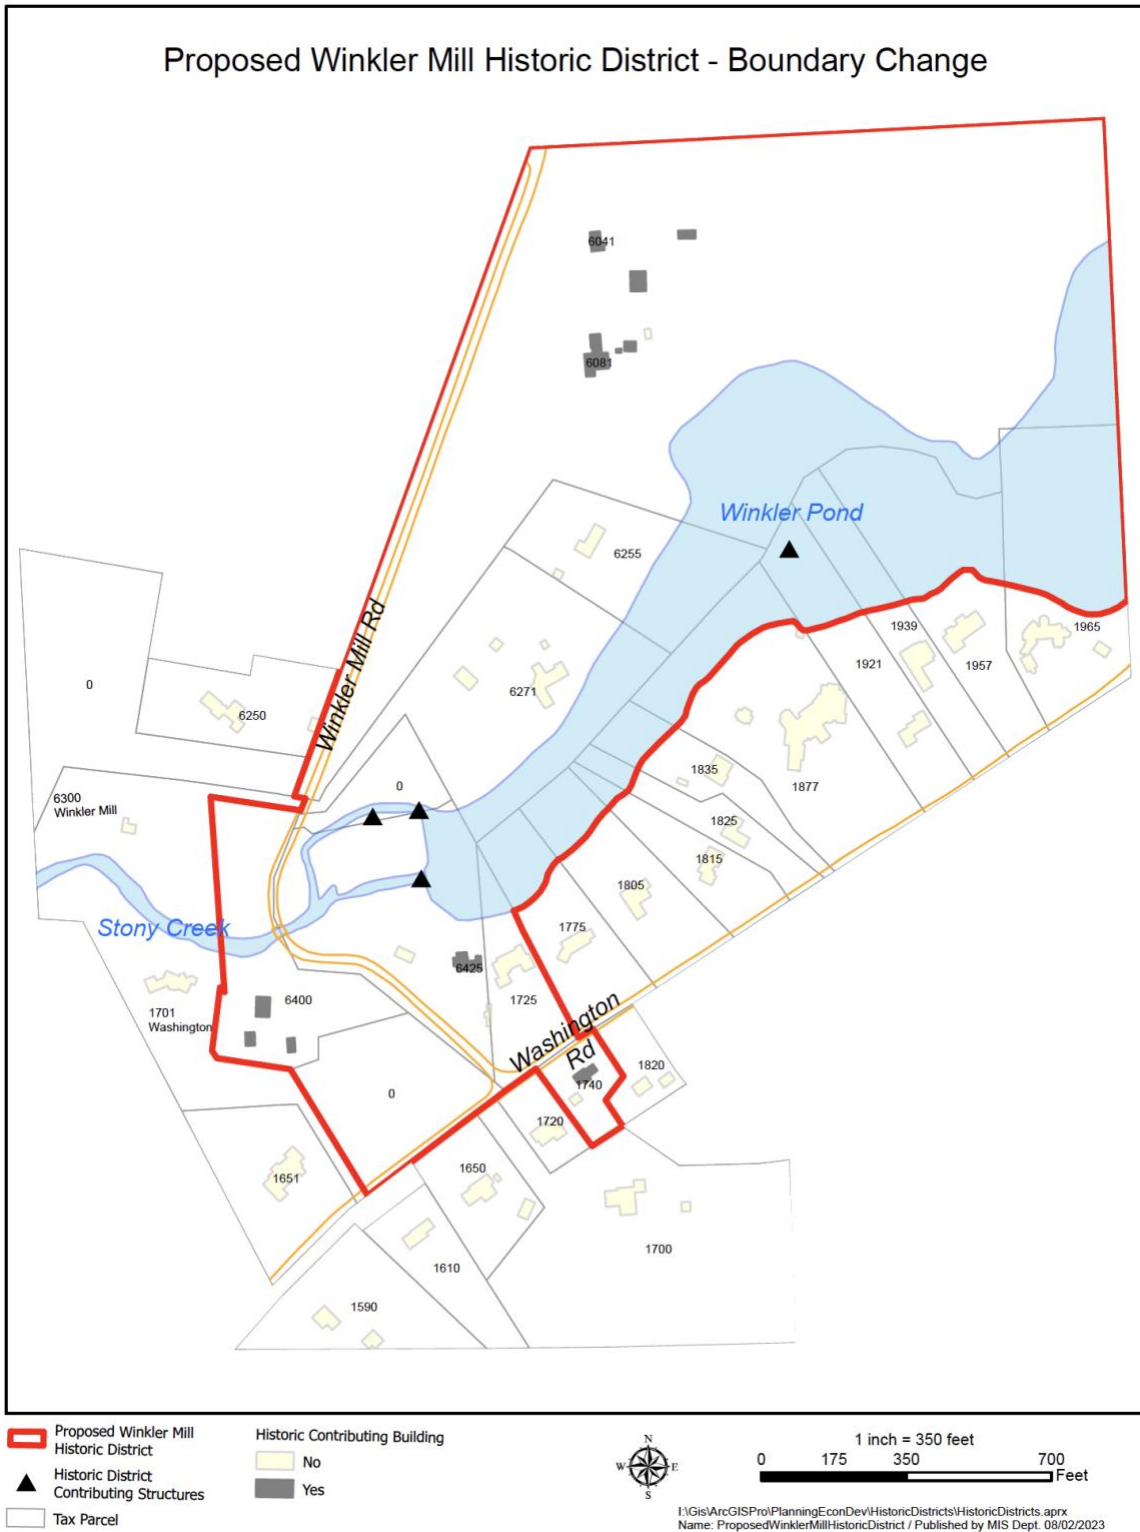 Proposed Winkler Mill Historic District - Boundary Change
6041
6081
Winkler Pond
6255
Winkler Mill Rd
1939
1965
1921
1957
0
6250
6271
1877
1835
0
6300
Winkler Mill
1825
1815
1805
Stony Creek
1775
6425
1725
6400
1701
Washington
Washington
Rd
1820
1740
0
1720
1650
1651
1700
1610
1590
Proposed Winkler Mill
Historic District
Historic District
Contributing Structures
Tax Parcel
Historic Contributing Building
No
Yes
N
W E
S
1 inch = 350 feet
0 175 350 700
Feet
I:\Gis\ArcGISPro\PlanningEconDev\HistoricDistricts\HistoricDistricts.aprx
Name: ProposedWinklerMillHistoricDistrict / Published by MIS Dept. 08/02/2023